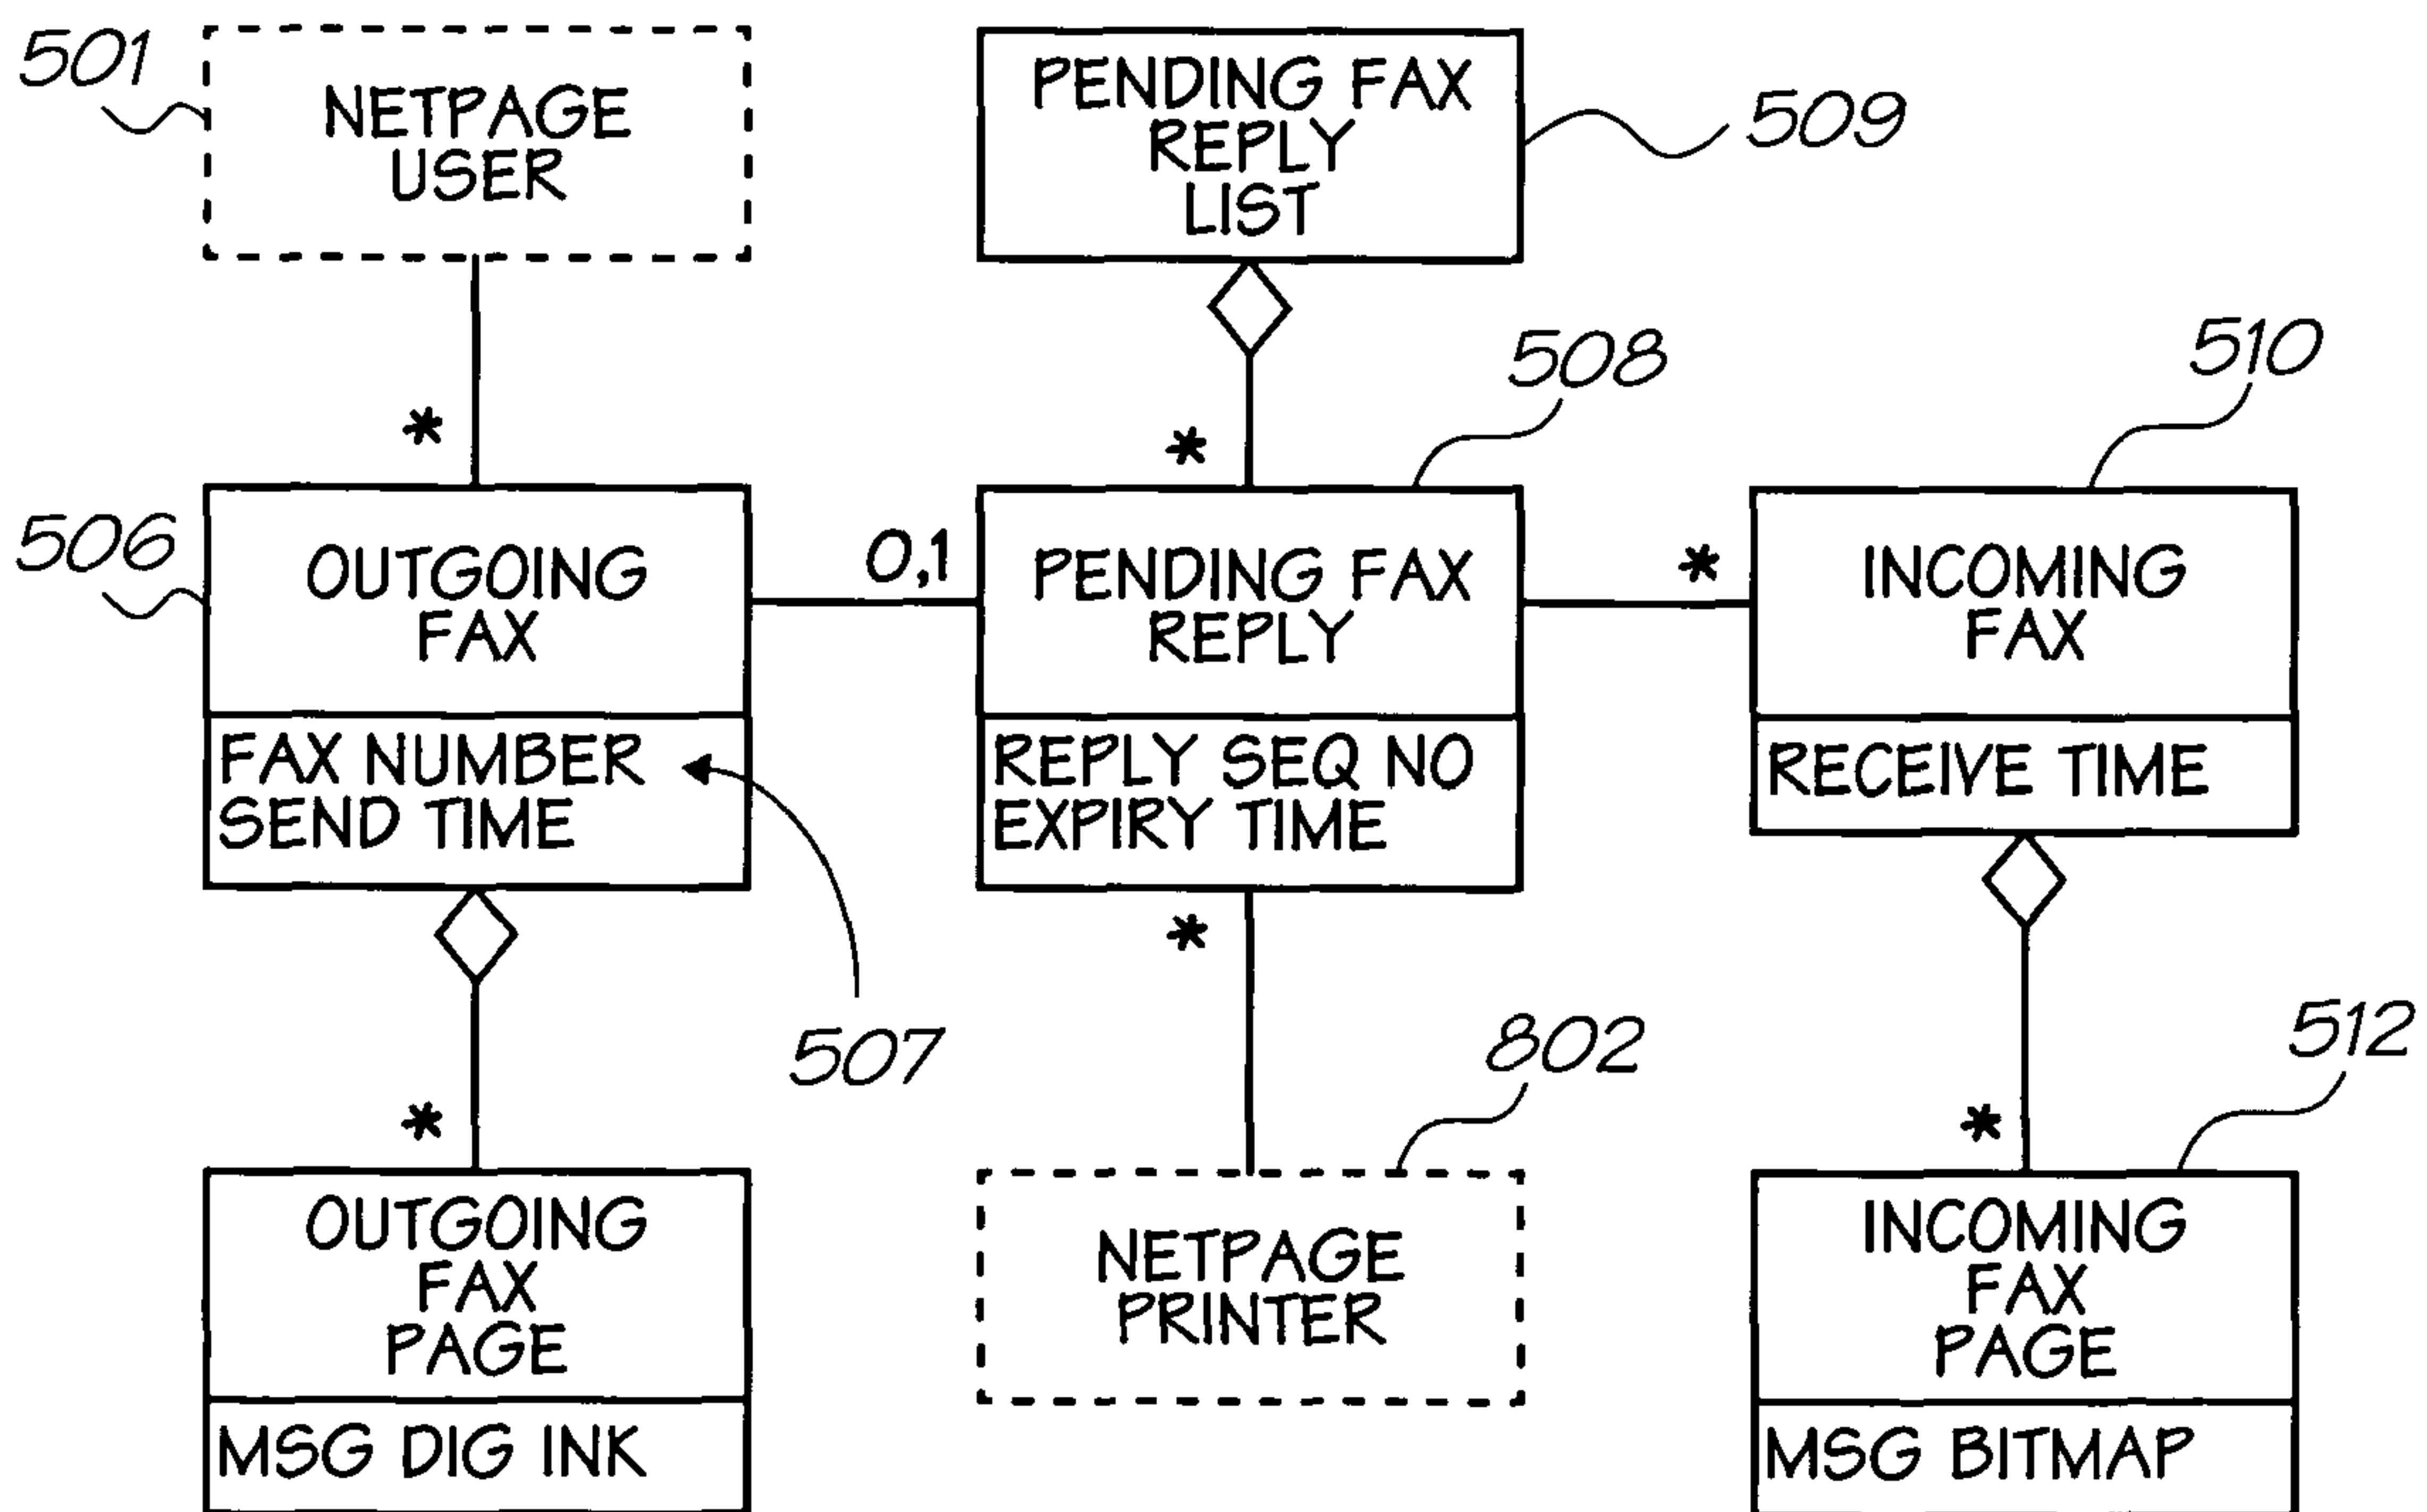 501
NETPAGE
USER
PENDING FAX
REPLY
LIST
509
*
*
508
510
506
OUTGOING
FAX
0,1
PENDING FAX
REPLY
*
INCOMING
FAX
FAX NUMBER
SEND TIME
REPLY SEQ NO
EXPIRY TIME
RECEIVE TIME
507
*
*
802
*
512
OUTGOING
FAX
PAGE
NETPAGE
PRINTER
INCOMING
FAX
PAGE
MSG DIG INK
MSG BITMAP